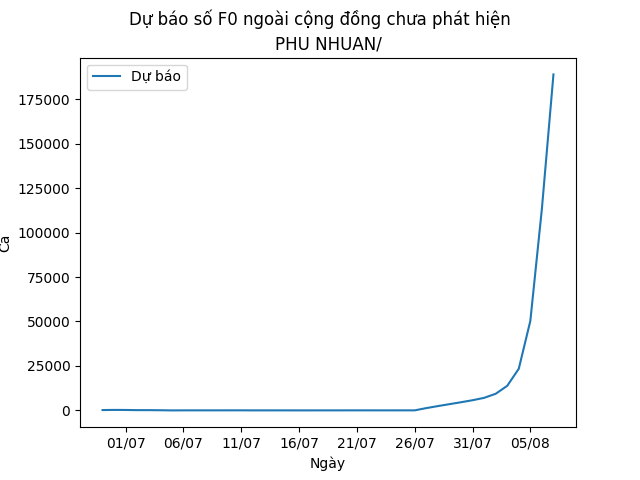 Dự báo số F0 ngoài cộng đồng chưa phát hiện
PHU NHUAN/
Dự báo
175000
150000
125000
100000
75000
50000
25000
0
Ca
01/07 06/07 11/07 16/07 21/07 26/07 31/07 05/08
Ngày